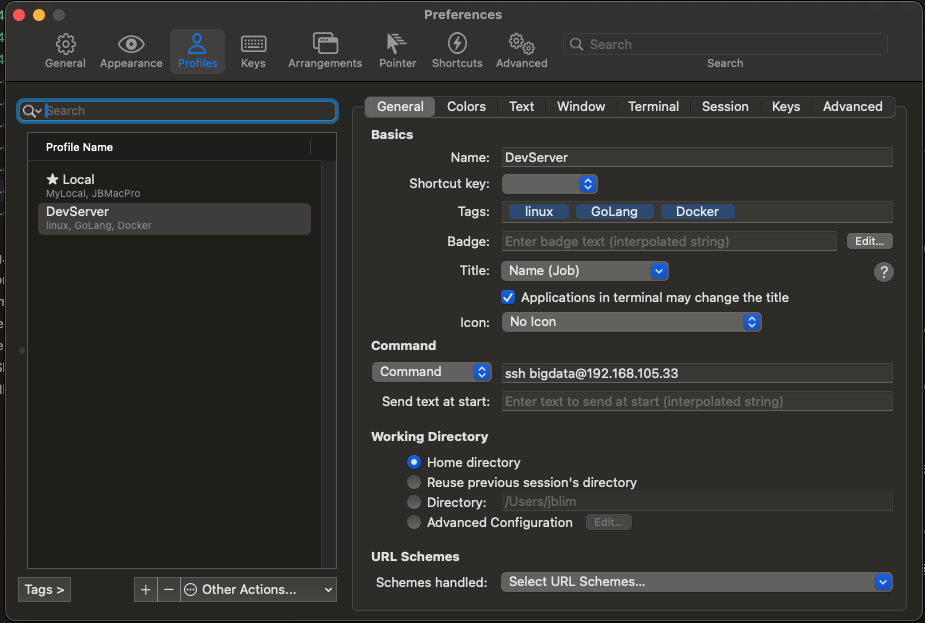 Preferences
General Appearance Profiles Keys Arrangements Pointer Shortcuts Advanced
Search
Search
Search
Profile Name
★ Local
MyLocal, JBMacPro
DevServer
linux, GoLang, Docker
Tags >
+ − Other Actions...
General Colors Text Window Terminal Session Keys Advanced
Basics
Name: DevServer
Shortcut key:
Tags: linux GoLang Docker
Badge: Enter badge text (interpolated string) Edit...
Title: Name (Job) ?
Applications in terminal may change the title
Icon: No Icon
Command
Command ssh bigdata@192.168.105.33
Send text at start: Enter text to send at start (interpolated string)
Working Directory
Home directory
Reuse previous session's directory
Directory: /Users/jblim
Advanced Configuration Edit...
URL Schemes
Schemes handled: Select URL Schemes...